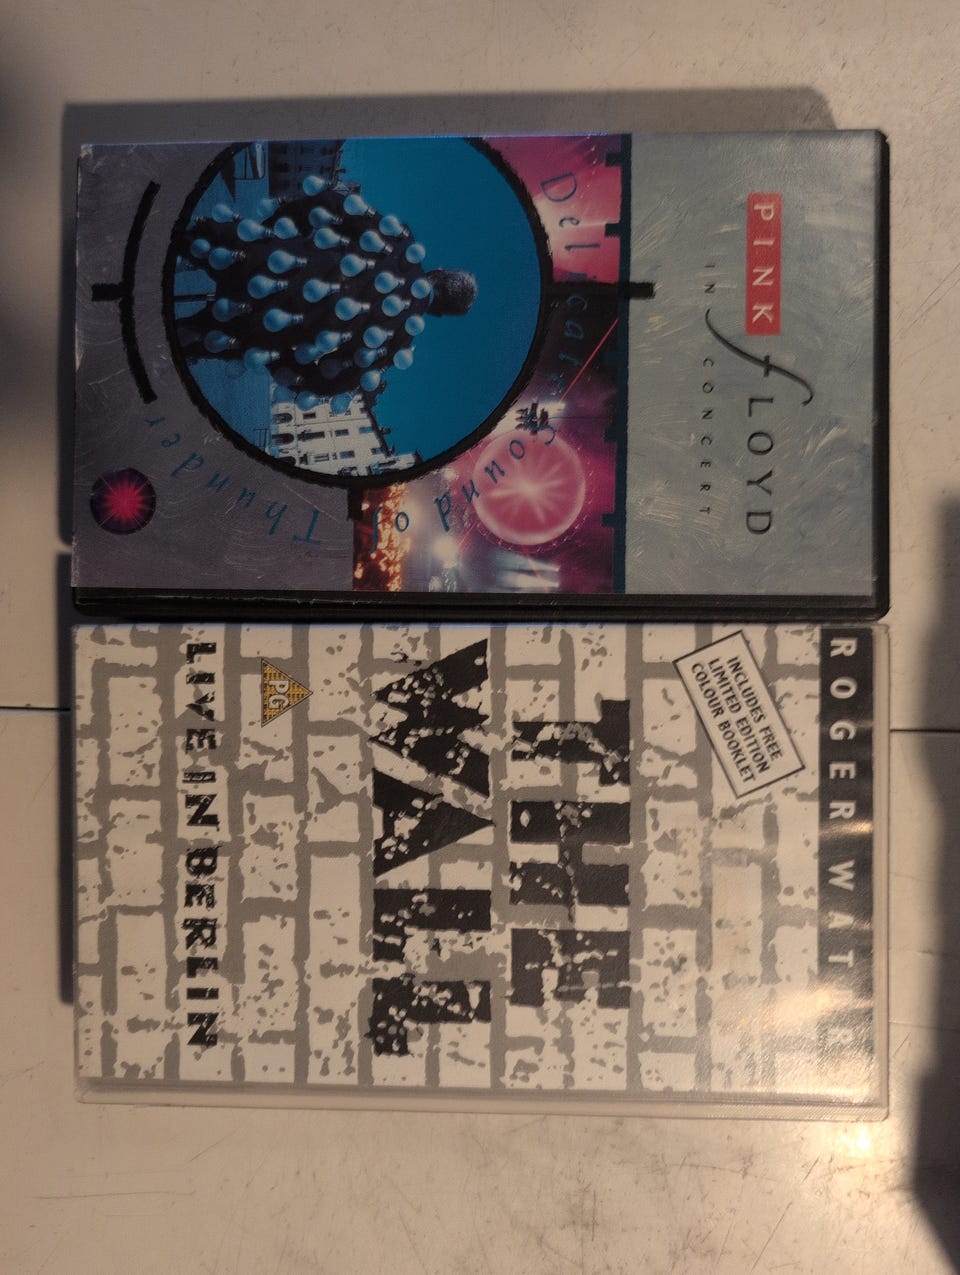 PINK FLOYD
IN CONCERT
Delicate
Sound of
Thunder
ROGER WATERS
INCLUDES FREE
LIMITED EDITION
COLOUR BOOKLET
THE
WALL
PG
LIVE IN BERLIN